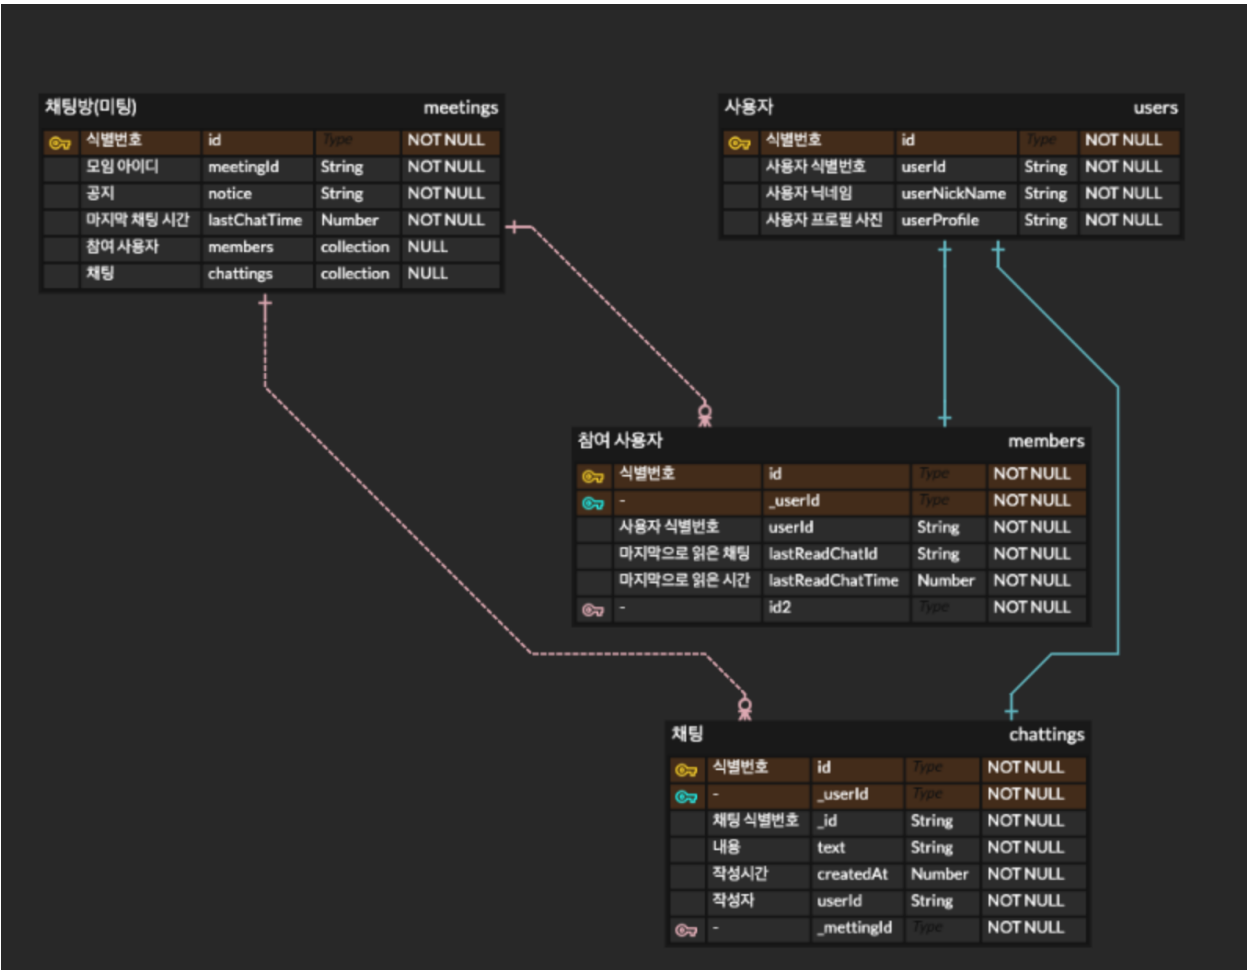 채팅방(미팅) meetings
식별번호 id Type NOT NULL
모임 아이디 meetingId String NOT NULL
공지 notice String NOT NULL
마지막 채팅 시간 lastChatTime Number NOT NULL
참여 사용자 members collection NULL
채팅 chattings collection NULL
사용자 users
식별번호 id Type NOT NULL
사용자 식별번호 userId String NOT NULL
사용자 닉네임 userNickName String NOT NULL
사용자 프로필 사진 userProfile String NOT NULL
참여 사용자 members
식별번호 id Type NOT NULL
- _userId Type NOT NULL
사용자 식별번호 userId String NOT NULL
마지막으로 읽은 채팅 lastReadChatId String NOT NULL
마지막으로 읽은 시간 lastReadChatTime Number NOT NULL
- id2 Type NOT NULL
채팅 chattings
식별번호 id Type NOT NULL
- _userId Type NOT NULL
채팅 식별번호 _id String NOT NULL
내용 text String NOT NULL
작성시간 createdAt Number NOT NULL
작성자 userId String NOT NULL
- _mettingId Type NOT NULL